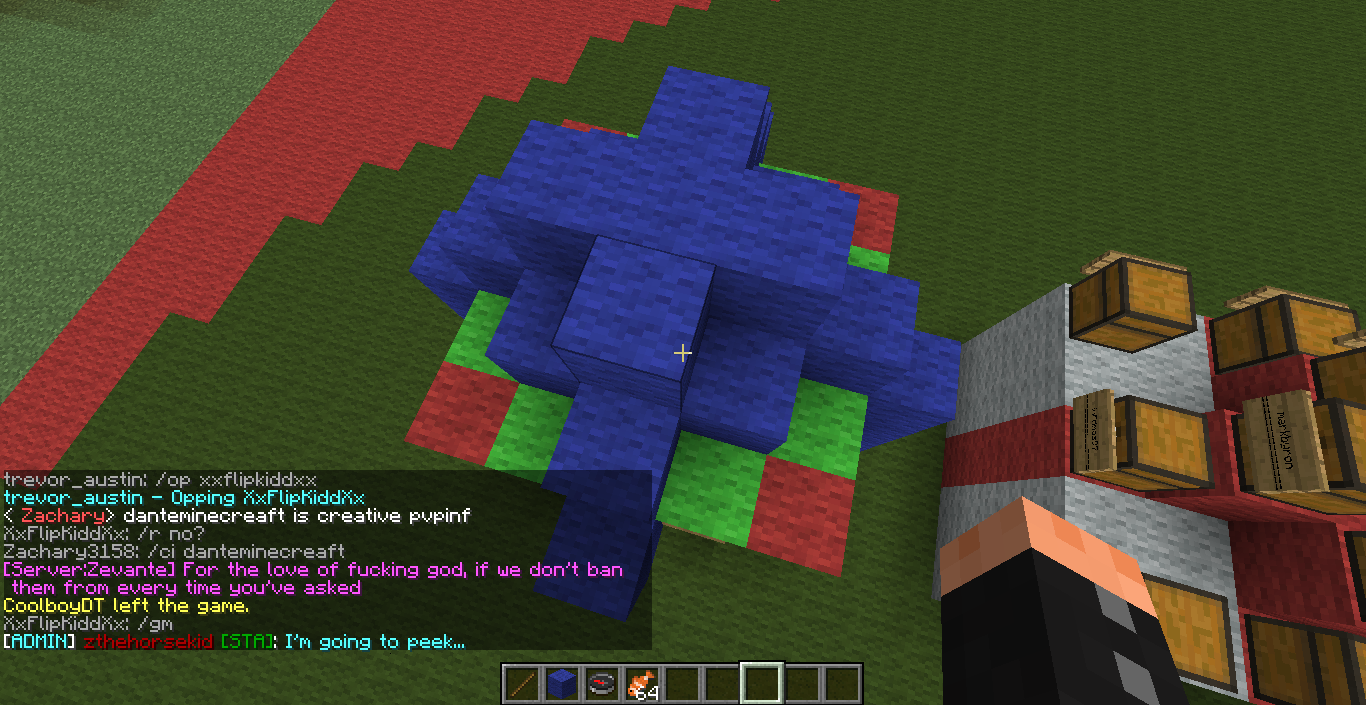 markbyron
trevor_austin: /op xxflipkiddxx
trevor_austin - Opping XxFlipKiddXx
< Zachary> danteminecreaft is creative pvpinf
XxFlipKiddXx: /r no?
Zachary3158: /ci danteminecreaft
[Server:Zevante] For the love of fucking god, if we don't ban
them from every time you've asked
CoolboyDT left the game.
XxFlipKiddXx: /gm
[ADMIN] zthehorsekid [STA]: I'm going to peek...
64